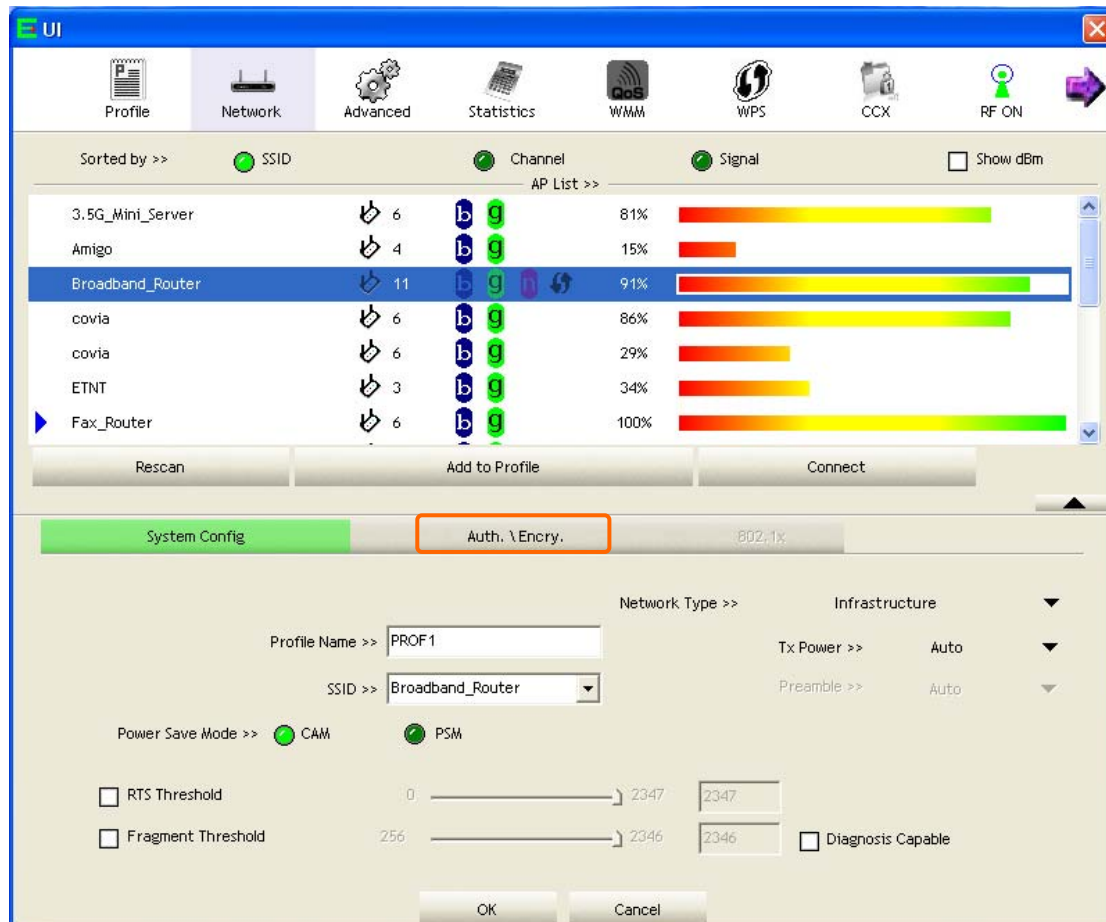 UI
Profile Network Advanced Statistics QoS WMM WPS CCX RF ON
Sorted by >> SSID Channel Signal Show dBm
AP List >>
3.5G_Mini_Server 6 b g 81%
Amigo 4 b g 15%
Broadband_Router 11 b g n 91%
covia 6 b g 86%
covia 6 b g 29%
ETNT 3 b g 34%
Fax_Router 6 b g 100%
Rescan Add to Profile Connect
System Config Auth. \ Encry. 802.1x
Network Type >> Infrastructure
Profile Name >> PROF1 Tx Power >> Auto
SSID >> Broadband_Router Preamble >> Auto
Power Save Mode >> CAM PSM
RTS Threshold 0 2347 2347
Fragment Threshold 256 2346 2346 Diagnosis Capable
OK Cancel